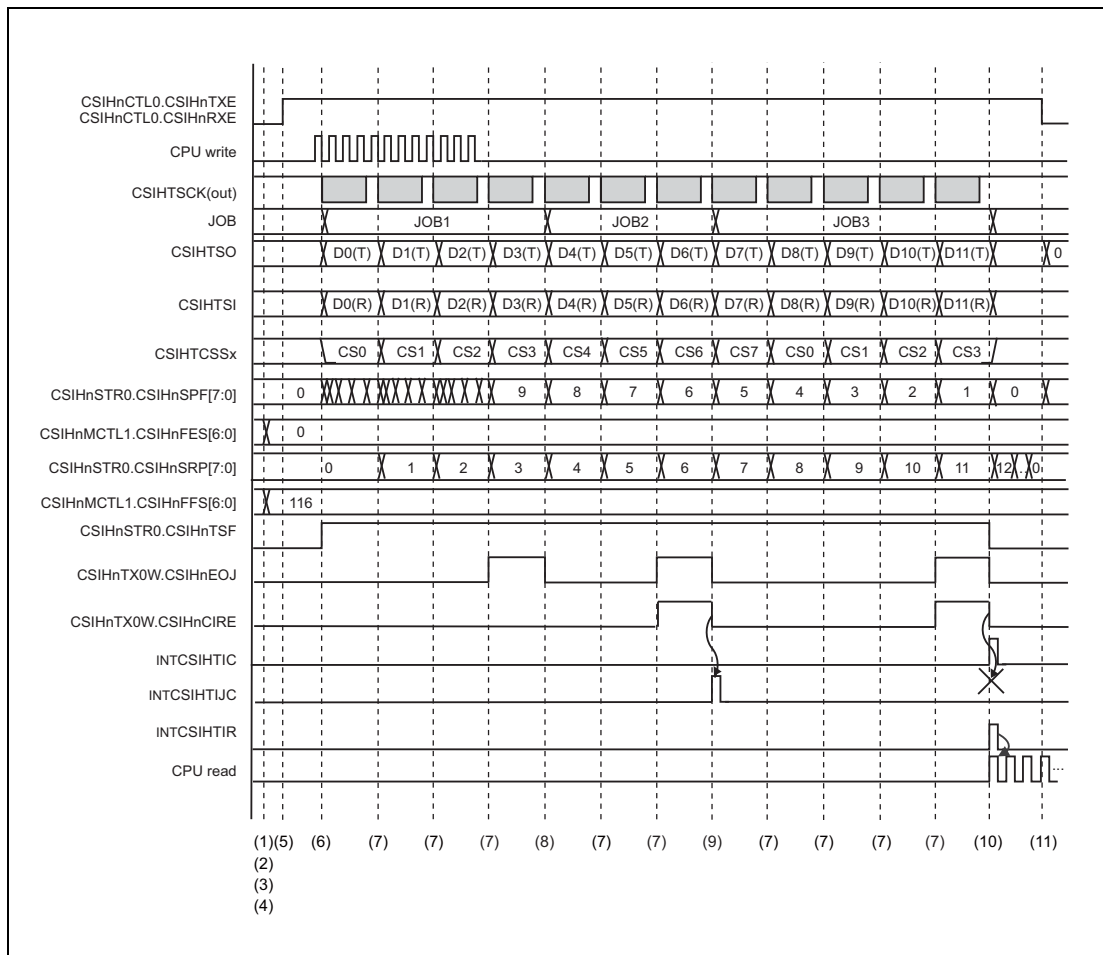 CSIHnCTL0.CSIHnTXE
CSIHnCTL0.CSIHnRXE
CPU write
CSIHTSCK(out)
JOB JOB1 JOB2 JOB3
CSIHTSO D0(T) D1(T) D2(T) D3(T) D4(T) D5(T) D6(T) D7(T) D8(T) D9(T) D10(T) D11(T) 0
CSIHTSI D0(R) D1(R) D2(R) D3(R) D4(R) D5(R) D6(R) D7(R) D8(R) D9(R) D10(R) D11(R)
CSIHTCSSx CS0 CS1 CS2 CS3 CS4 CS5 CS6 CS7 CS0 CS1 CS2 CS3
CSIHnSTR0.CSIHnSPF[7:0] 0 9 8 7 6 5 4 3 2 1 0
CSIHnMCTL1.CSIHnFES[6:0] 0
CSIHnSTR0.CSIHnSRP[7:0] 0 1 2 3 4 5 6 7 8 9 10 11 12 .. 0
CSIHnMCTL1.CSIHnFFS[6:0] 116
CSIHnSTR0.CSIHnTSF
CSIHnTX0W.CSIHnEOJ
CSIHnTX0W.CSIHnCIRE
INTCSIHTIC
INTCSIHTIJC
INTCSIHTIR
CPU read ...
(1)(5) (6) (7) (7) (7) (8) (7) (7) (9) (7) (7) (7) (7) (10) (11)
(2)
(3)
(4)